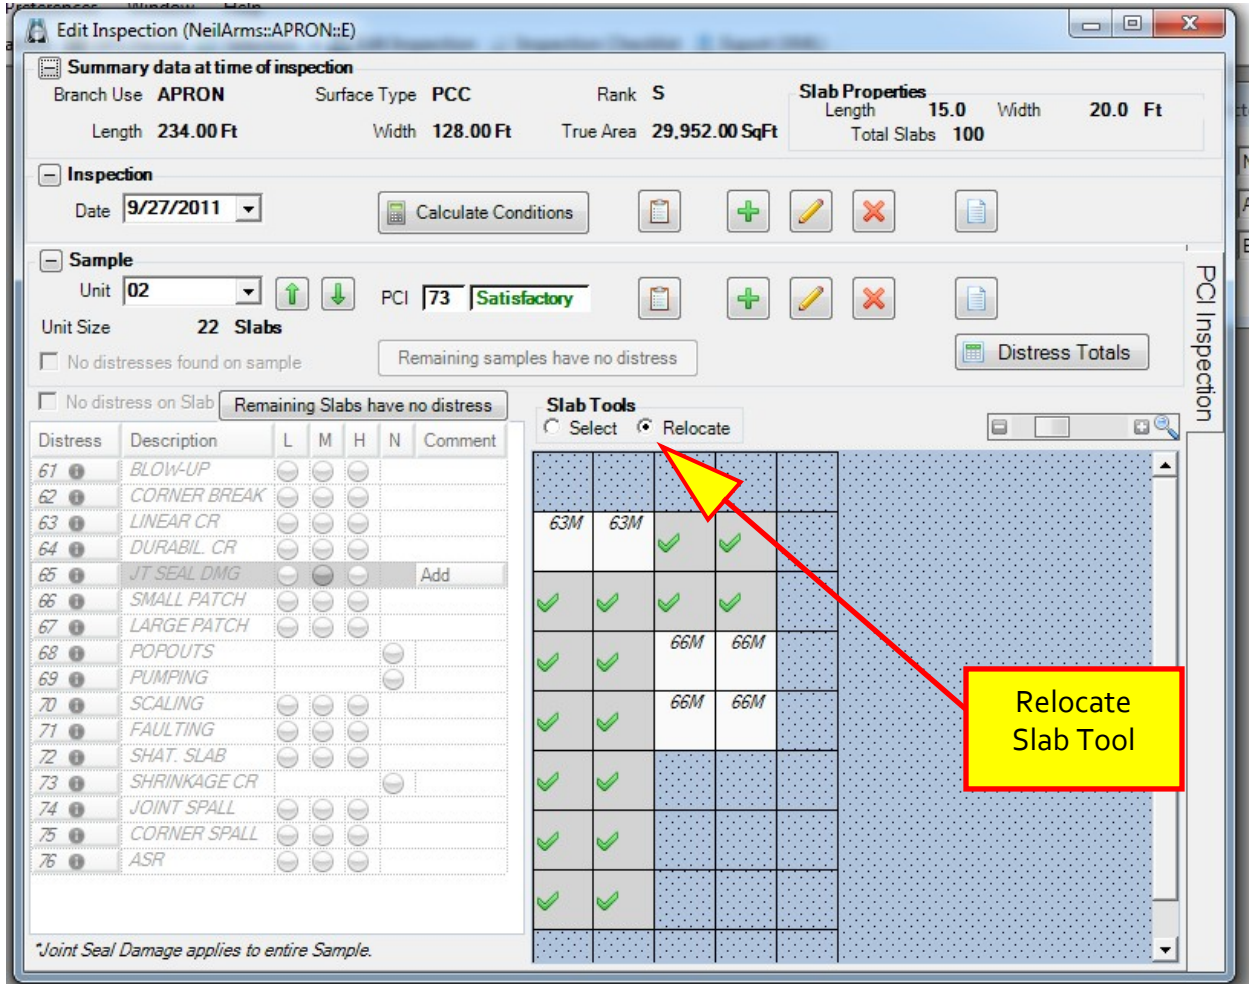 Preferences Window Help
Edit Inspection (NeilArms::APRON::E)
Summary data at time of inspection
Branch Use APRON Surface Type PCC Rank S
Length 234.00 Ft Width 128.00 Ft True Area 29,952.00 SqFt
Slab Properties
Length 15.0 Width 20.0 Ft
Total Slabs 100
Inspection
Date 9/27/2011 Calculate Conditions
Sample
Unit 02 PCI 73 Satisfactory
Unit Size 22 Slabs
No distresses found on sample Remaining samples have no distress Distress Totals
PCI Inspection
No distress on Slab Remaining Slabs have no distress
Slab Tools
Select Relocate
Distress Description L M H N Comment
61 BLOW-UP
62 CORNER BREAK
63 LINEAR CR
64 DURABIL. CR
65 JT SEAL DMG Add
66 SMALL PATCH
67 LARGE PATCH
68 POPOUTS
69 PUMPING
70 SCALING
71 FAULTING
72 SHAT. SLAB
73 SHRINKAGE CR
74 JOINT SPALL
75 CORNER SPALL
76 ASR
*Joint Seal Damage applies to entire Sample.
63M 63M
66M 66M
66M 66M
Relocate
Slab Tool